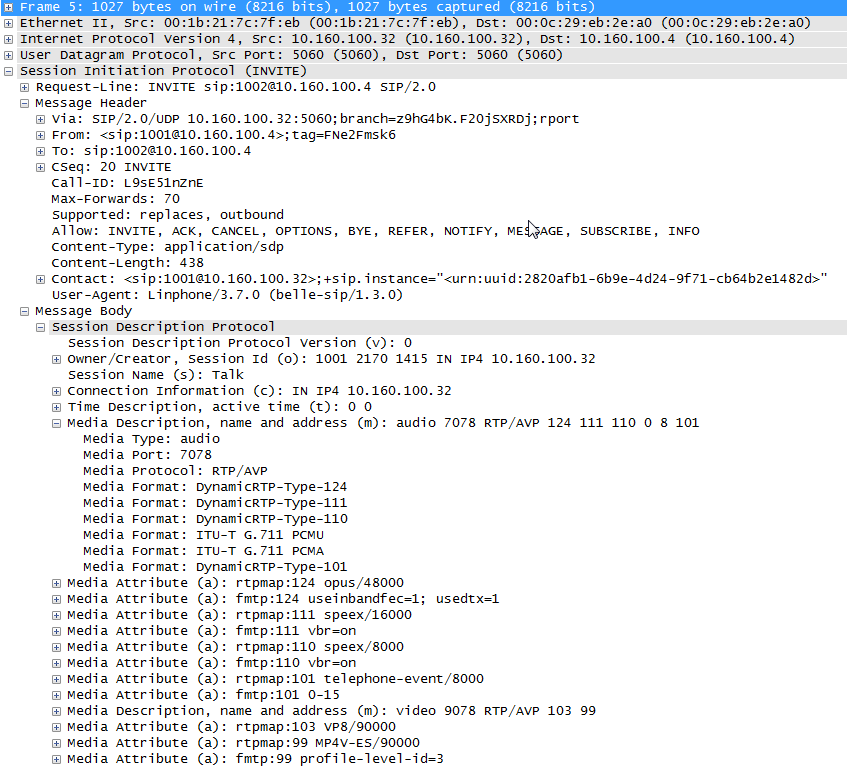 Frame 5: 1027 bytes on wire (8216 bits), 1027 bytes captured (8216 bits)
Ethernet II, Src: 00:1b:21:7c:7f:eb (00:1b:21:7c:7f:eb), Dst: 00:0c:29:eb:2e:a0 (00:0c:29:eb:2e:a0)
Internet Protocol Version 4, Src: 10.160.100.32 (10.160.100.32), Dst: 10.160.100.4 (10.160.100.4)
User Datagram Protocol, Src Port: 5060 (5060), Dst Port: 5060 (5060)
Session Initiation Protocol (INVITE)
Request-Line: INVITE sip:1002@10.160.100.4 SIP/2.0
Message Header
Via: SIP/2.0/UDP 10.160.100.32:5060;branch=z9hG4bK.F20jSXRDj;rport
From: <sip:1001@10.160.100.4>;tag=FNe2Fmsk6
To: sip:1002@10.160.100.4
CSeq: 20 INVITE
Call-ID: L9sE51nZnE
Max-Forwards: 70
Supported: replaces, outbound
Allow: INVITE, ACK, CANCEL, OPTIONS, BYE, REFER, NOTIFY, MESSAGE, SUBSCRIBE, INFO
Content-Type: application/sdp
Content-Length: 438
Contact: <sip:1001@10.160.100.32>;+sip.instance="<urn:uuid:2820afb1-6b9e-4d24-9f71-cb64b2e1482d>"
User-Agent: Linphone/3.7.0 (belle-sip/1.3.0)
Message Body
Session Description Protocol
Session Description Protocol Version (v): 0
Owner/Creator, Session Id (o): 1001 2170 1415 IN IP4 10.160.100.32
Session Name (s): Talk
Connection Information (c): IN IP4 10.160.100.32
Time Description, active time (t): 0 0
Media Description, name and address (m): audio 7078 RTP/AVP 124 111 110 0 8 101
Media Type: audio
Media Port: 7078
Media Protocol: RTP/AVP
Media Format: DynamicRTP-Type-124
Media Format: DynamicRTP-Type-111
Media Format: DynamicRTP-Type-110
Media Format: ITU-T G.711 PCMU
Media Format: ITU-T G.711 PCMA
Media Format: DynamicRTP-Type-101
Media Attribute (a): rtpmap:124 opus/48000
Media Attribute (a): fmtp:124 useinbandfec=1; usedtx=1
Media Attribute (a): rtpmap:111 speex/16000
Media Attribute (a): fmtp:111 vbr=on
Media Attribute (a): rtpmap:110 speex/8000
Media Attribute (a): fmtp:110 vbr=on
Media Attribute (a): rtpmap:101 telephone-event/8000
Media Attribute (a): fmtp:101 0-15
Media Description, name and address (m): video 9078 RTP/AVP 103 99
Media Attribute (a): rtpmap:103 VP8/90000
Media Attribute (a): rtpmap:99 MP4V-ES/90000
Media Attribute (a): fmtp:99 profile-level-id=3